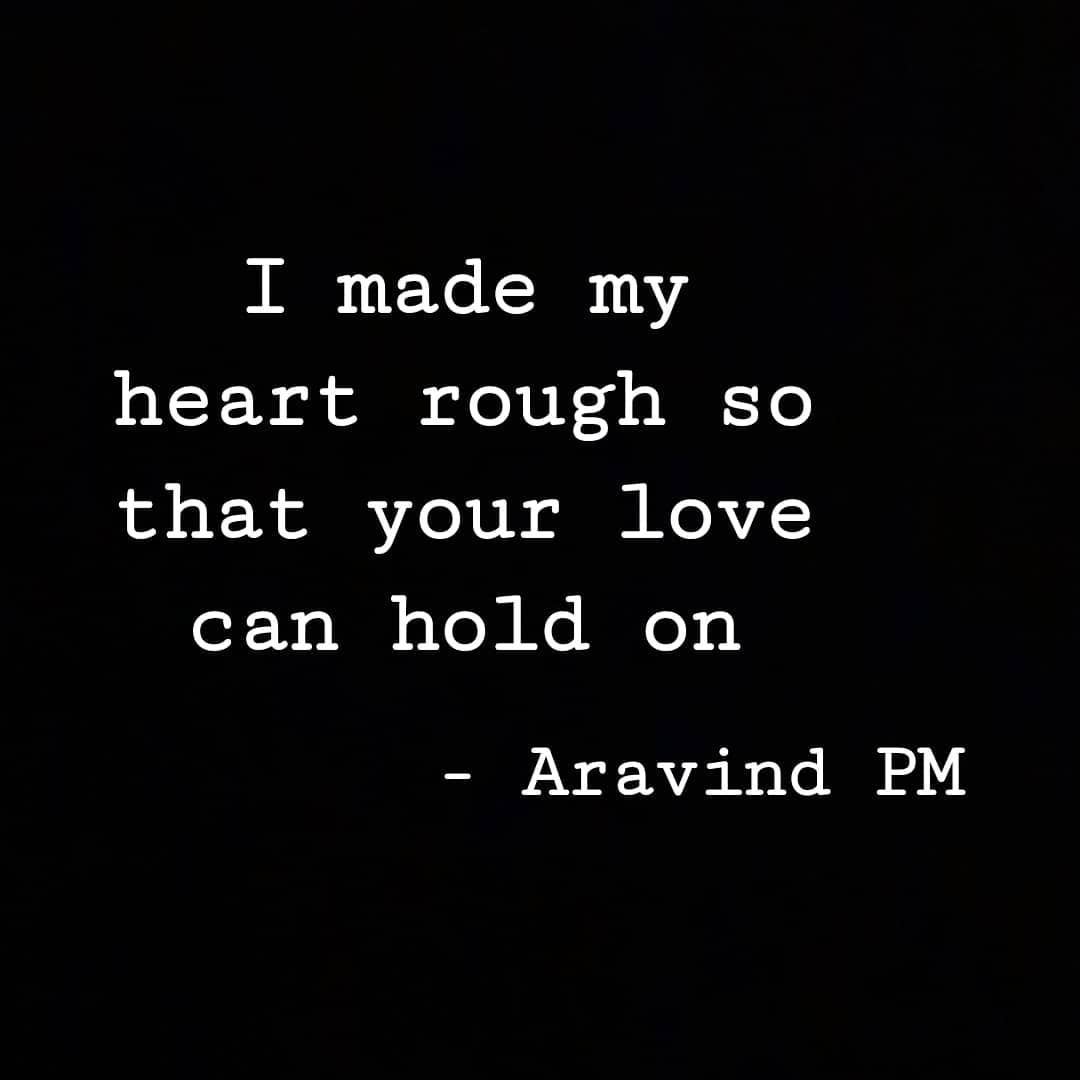 I made my
heart rough so
that your love
can hold on
- Aravind PM